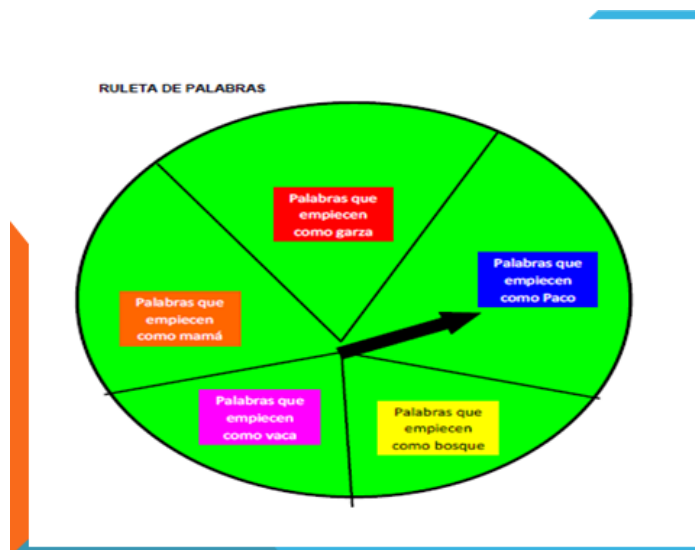 RULETA DE PALABRAS
Palabras que
empiecen
como garza
Palabras que
empiecen
como Paco
Palabras que
empiecen
como mamá
Palabras que
empiecen
como vaca
Palabras que
empiecen
como bosque